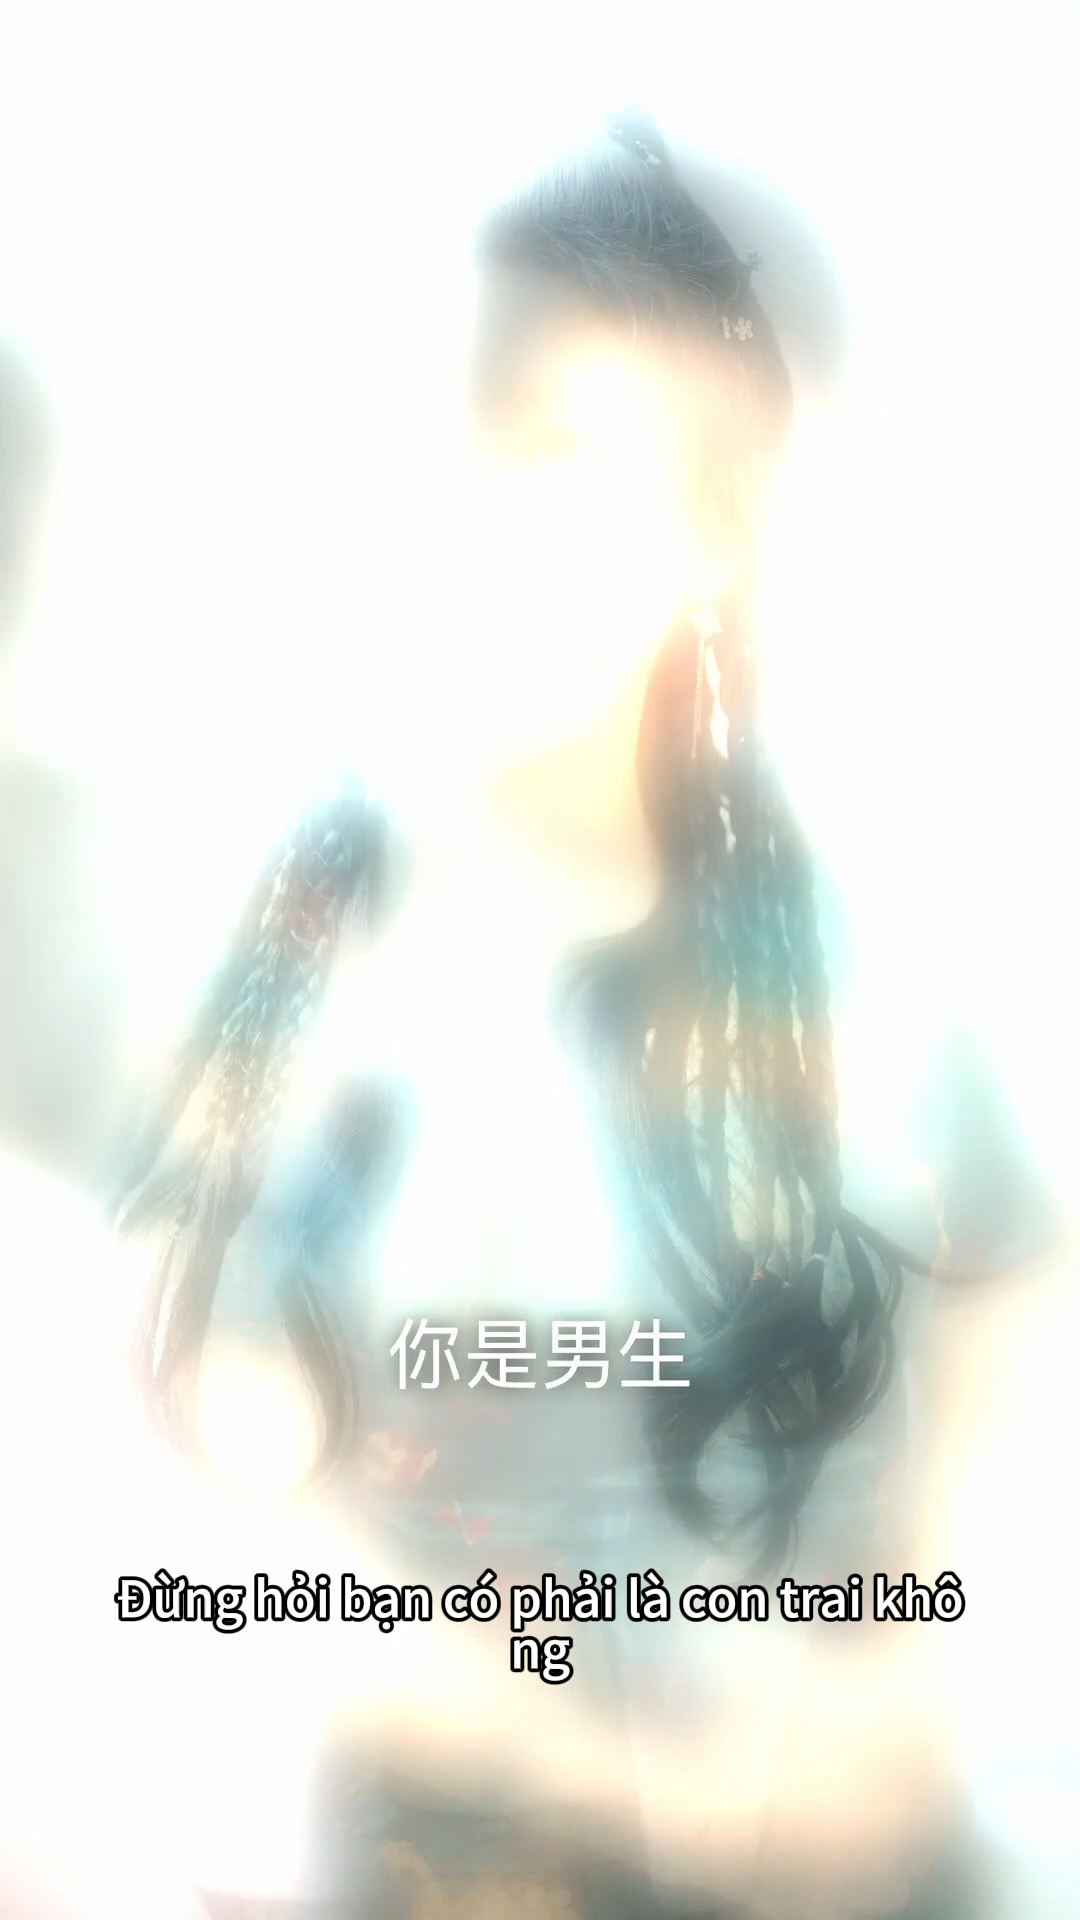 你是男生
Đừng hỏi bạn có phải là con trai khô
ng